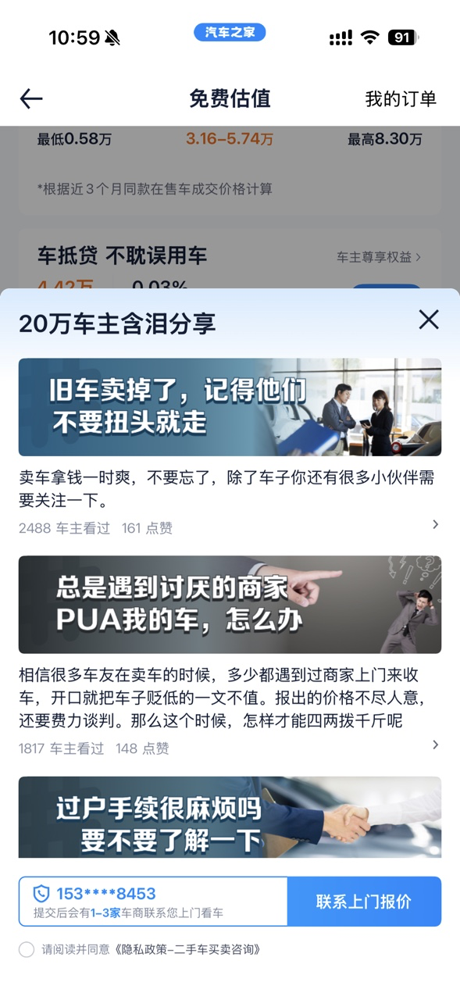 10:59
汽车之家
91
免费估值
我的订单
最低0.58万
3.16-5.74万
最高8.30万
*根据近3个月同款在售车成交价格计算
车抵贷 不耽误用车
车主尊享权益
4.42万
0.03%
20万车主含泪分享
旧车卖掉了，记得他们
不要扭头就走
卖车拿钱一时爽，不要忘了，除了车子你还有很多小伙伴需
要关注一下。
2488 车主看过 161 点赞
总是遇到讨厌的商家
PUA我的车，怎么办
相信很多车友在卖车的时候，多少都遇到过商家上门来收
车，开口就把车子贬低的一文不值。报出的价格不尽人意，
还要费力谈判。那么这个时候，怎样才能四两拨千斤呢
1817 车主看过 148 点赞
过户手续很麻烦吗
要不要了解一下
153****8453
提交后会有1-3家车商联系您上门看车
联系上门报价
请阅读并同意《隐私政策-二手车买卖咨询》